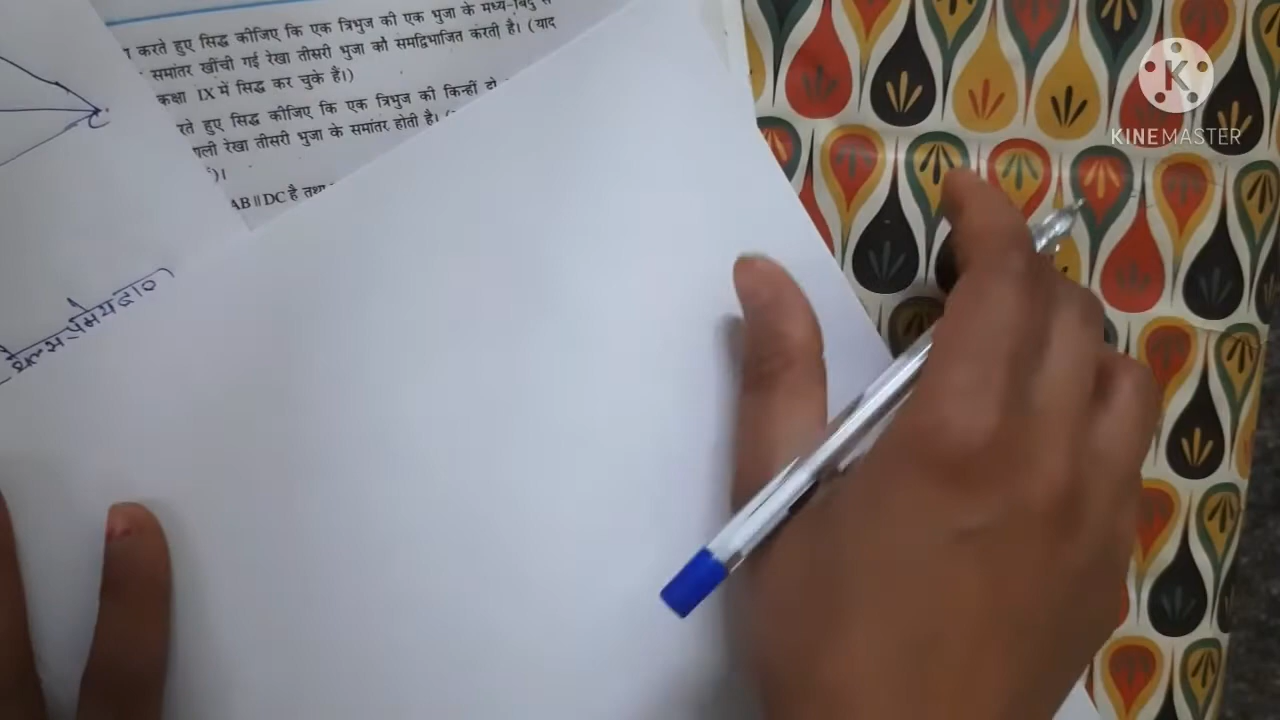 करते हुए सिद्ध कीजिए कि एक त्रिभुज की एक भुजा के मध्य-बिंदु से
समांतर खींची गई रेखा तीसरी भुजा को समद्विभाजित करती है। (याद
कक्षा IX में सिद्ध कर चुके हैं।)
रते हुए सिद्ध कीजिए कि एक त्रिभुज की किन्हीं दो
ली रेखा तीसरी भुजा के समांतर होती है।
)।
AB || DC है तथा
C
थेल्स प्रमेय द्वारा
K
KINEMASTER